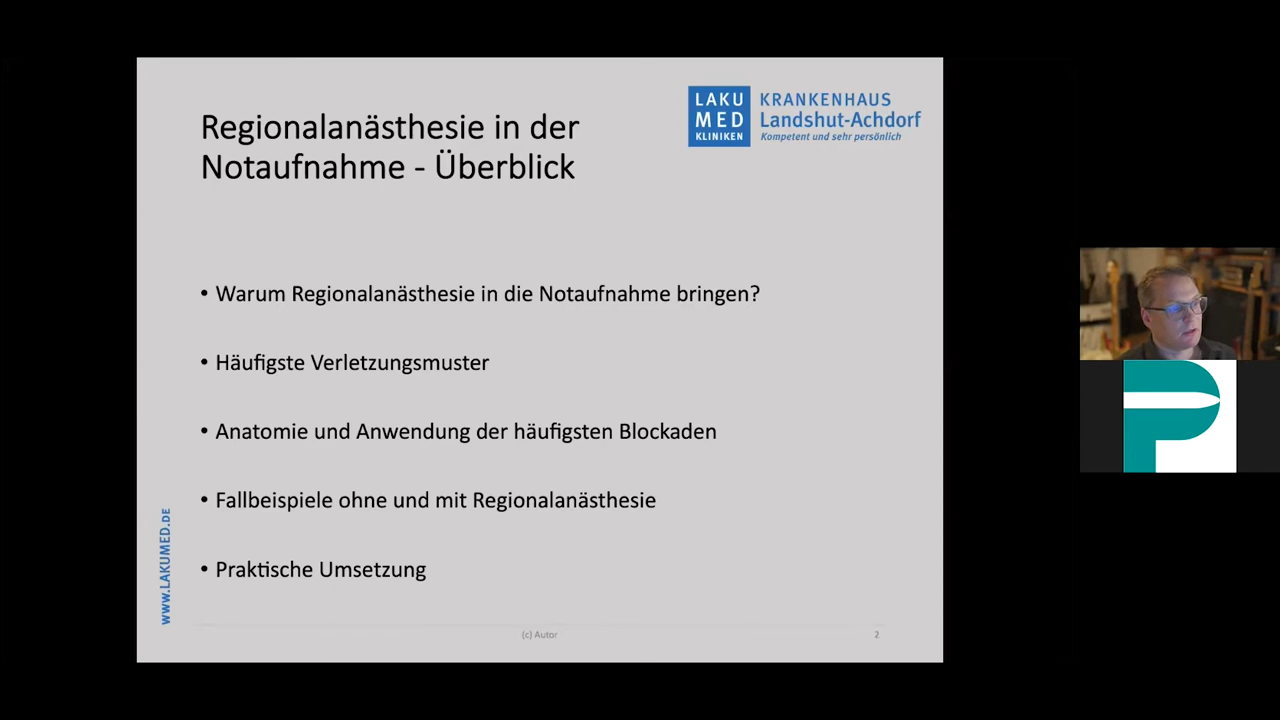 Regionalanästhesie in der
Notaufnahme - Überblick
LAKU
MED
KLINIKEN
KRANKENHAUS
Landshut-Achdorf
Kompetent und sehr persönlich
• Warum Regionalanästhesie in die Notaufnahme bringen?
• Häufigste Verletzungsmuster
• Anatomie und Anwendung der häufigsten Blockaden
• Fallbeispiele ohne und mit Regionalanästhesie
• Praktische Umsetzung
www.LAKUMED.DE
(c) Autor
2
P